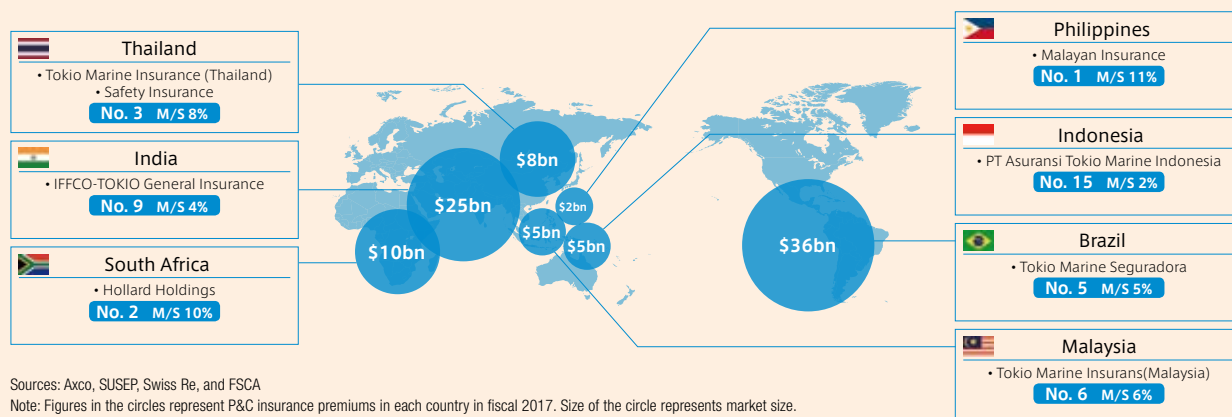 Thailand
• Tokio Marine Insurance (Thailand)
• Safety Insurance
No. 3 M/S 8%
India
• IFFCO-TOKIO General Insurance
No. 9 M/S 4%
South Africa
• Hollard Holdings
No. 2 M/S 10%
$8bn
$25bn
$2bn
$5bn
$5bn
$10bn
$36bn
Philippines
• Malayan Insurance
No. 1 M/S 11%
Indonesia
• PT Asuransi Tokio Marine Indonesia
No. 15 M/S 2%
Brazil
• Tokio Marine Seguradora
No. 5 M/S 5%
Malaysia
• Tokio Marine Insurans(Malaysia)
No. 6 M/S 6%
Sources: Axco, SUSEP, Swiss Re, and FSCA
Note: Figures in the circles represent P&C insurance premiums in each country in fiscal 2017. Size of the circle represents market size.